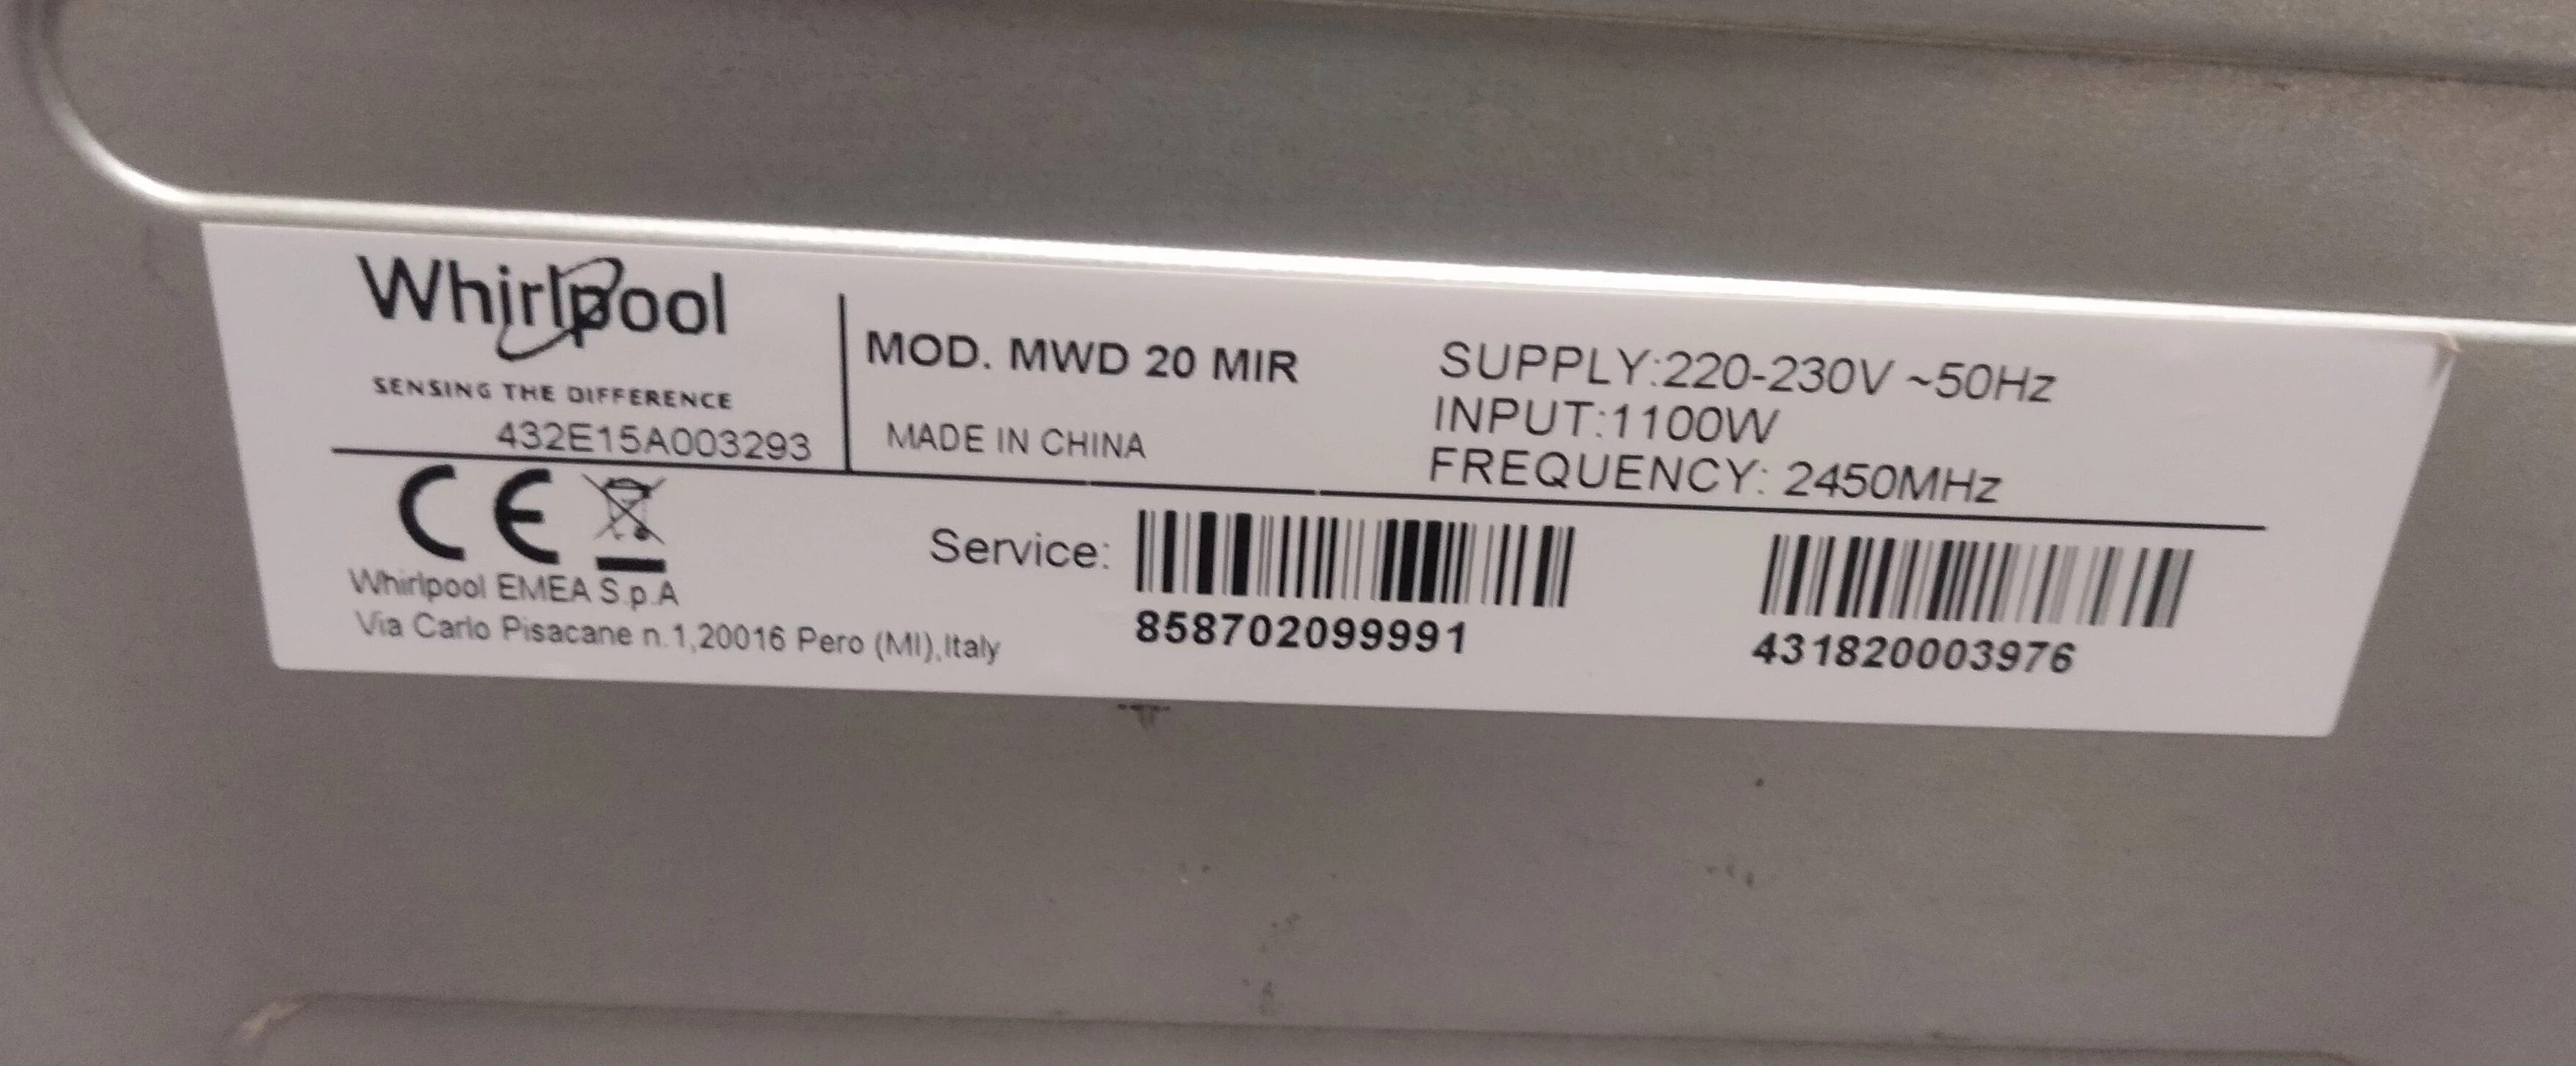 Whirlpool
SENSING THE DIFFERENCE
432E15A003293
MOD. MWD 20 MIR
MADE IN CHINA
SUPPLY:220-230V ~50Hz
INPUT:1100W
FREQUENCY: 2450MHz
CE
Whirlpool EMEA S.p.A
Via Carlo Pisacane n.1,20016 Pero (MI),Italy
Service:
858702099991
431820003976